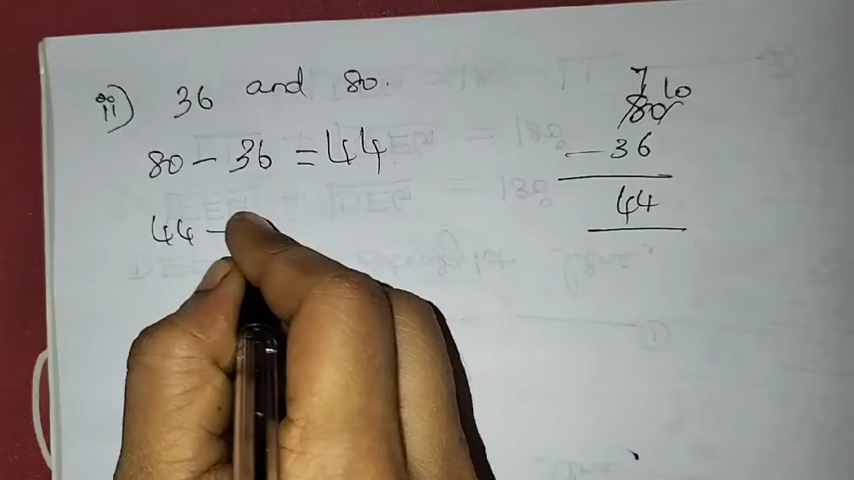 ii) 36 and 80.
80 - 36 = 44
44 -
7 10
80
- 36
44